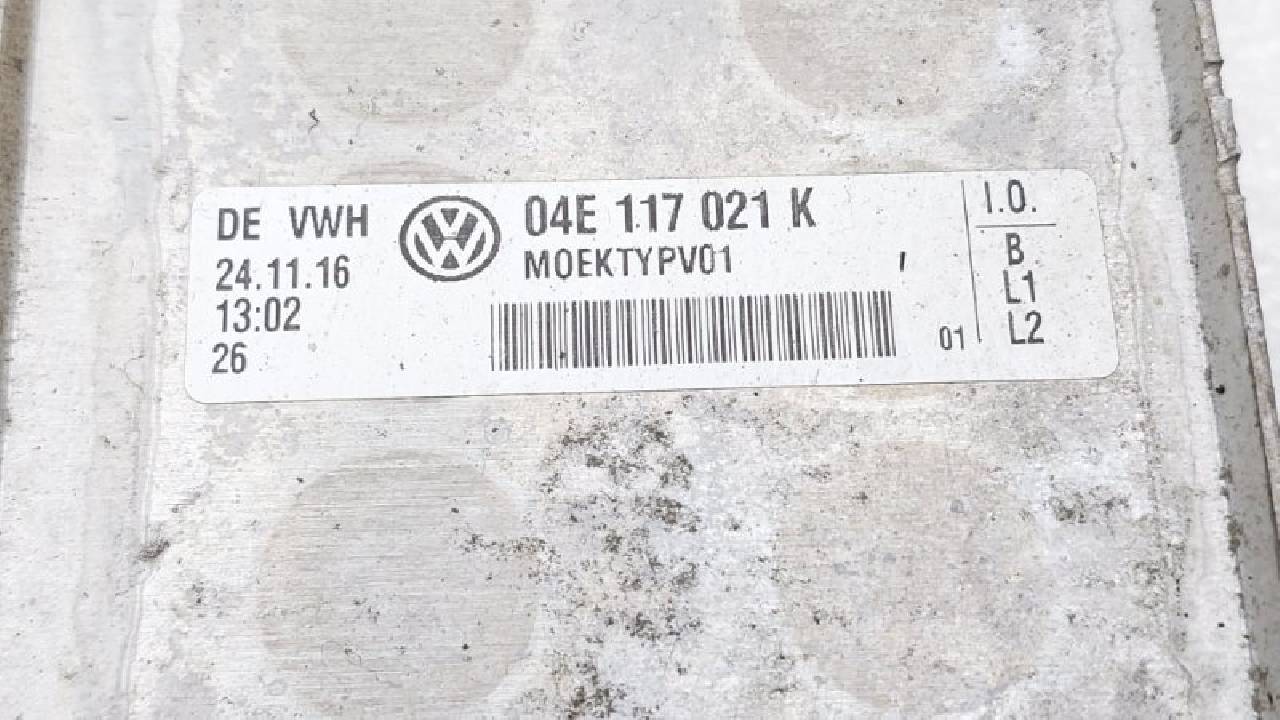 DE VWH
24.11.16
13:02
26
04E 117 021 K
MOEKTYPV01
01
I.O.
B
L1
L2